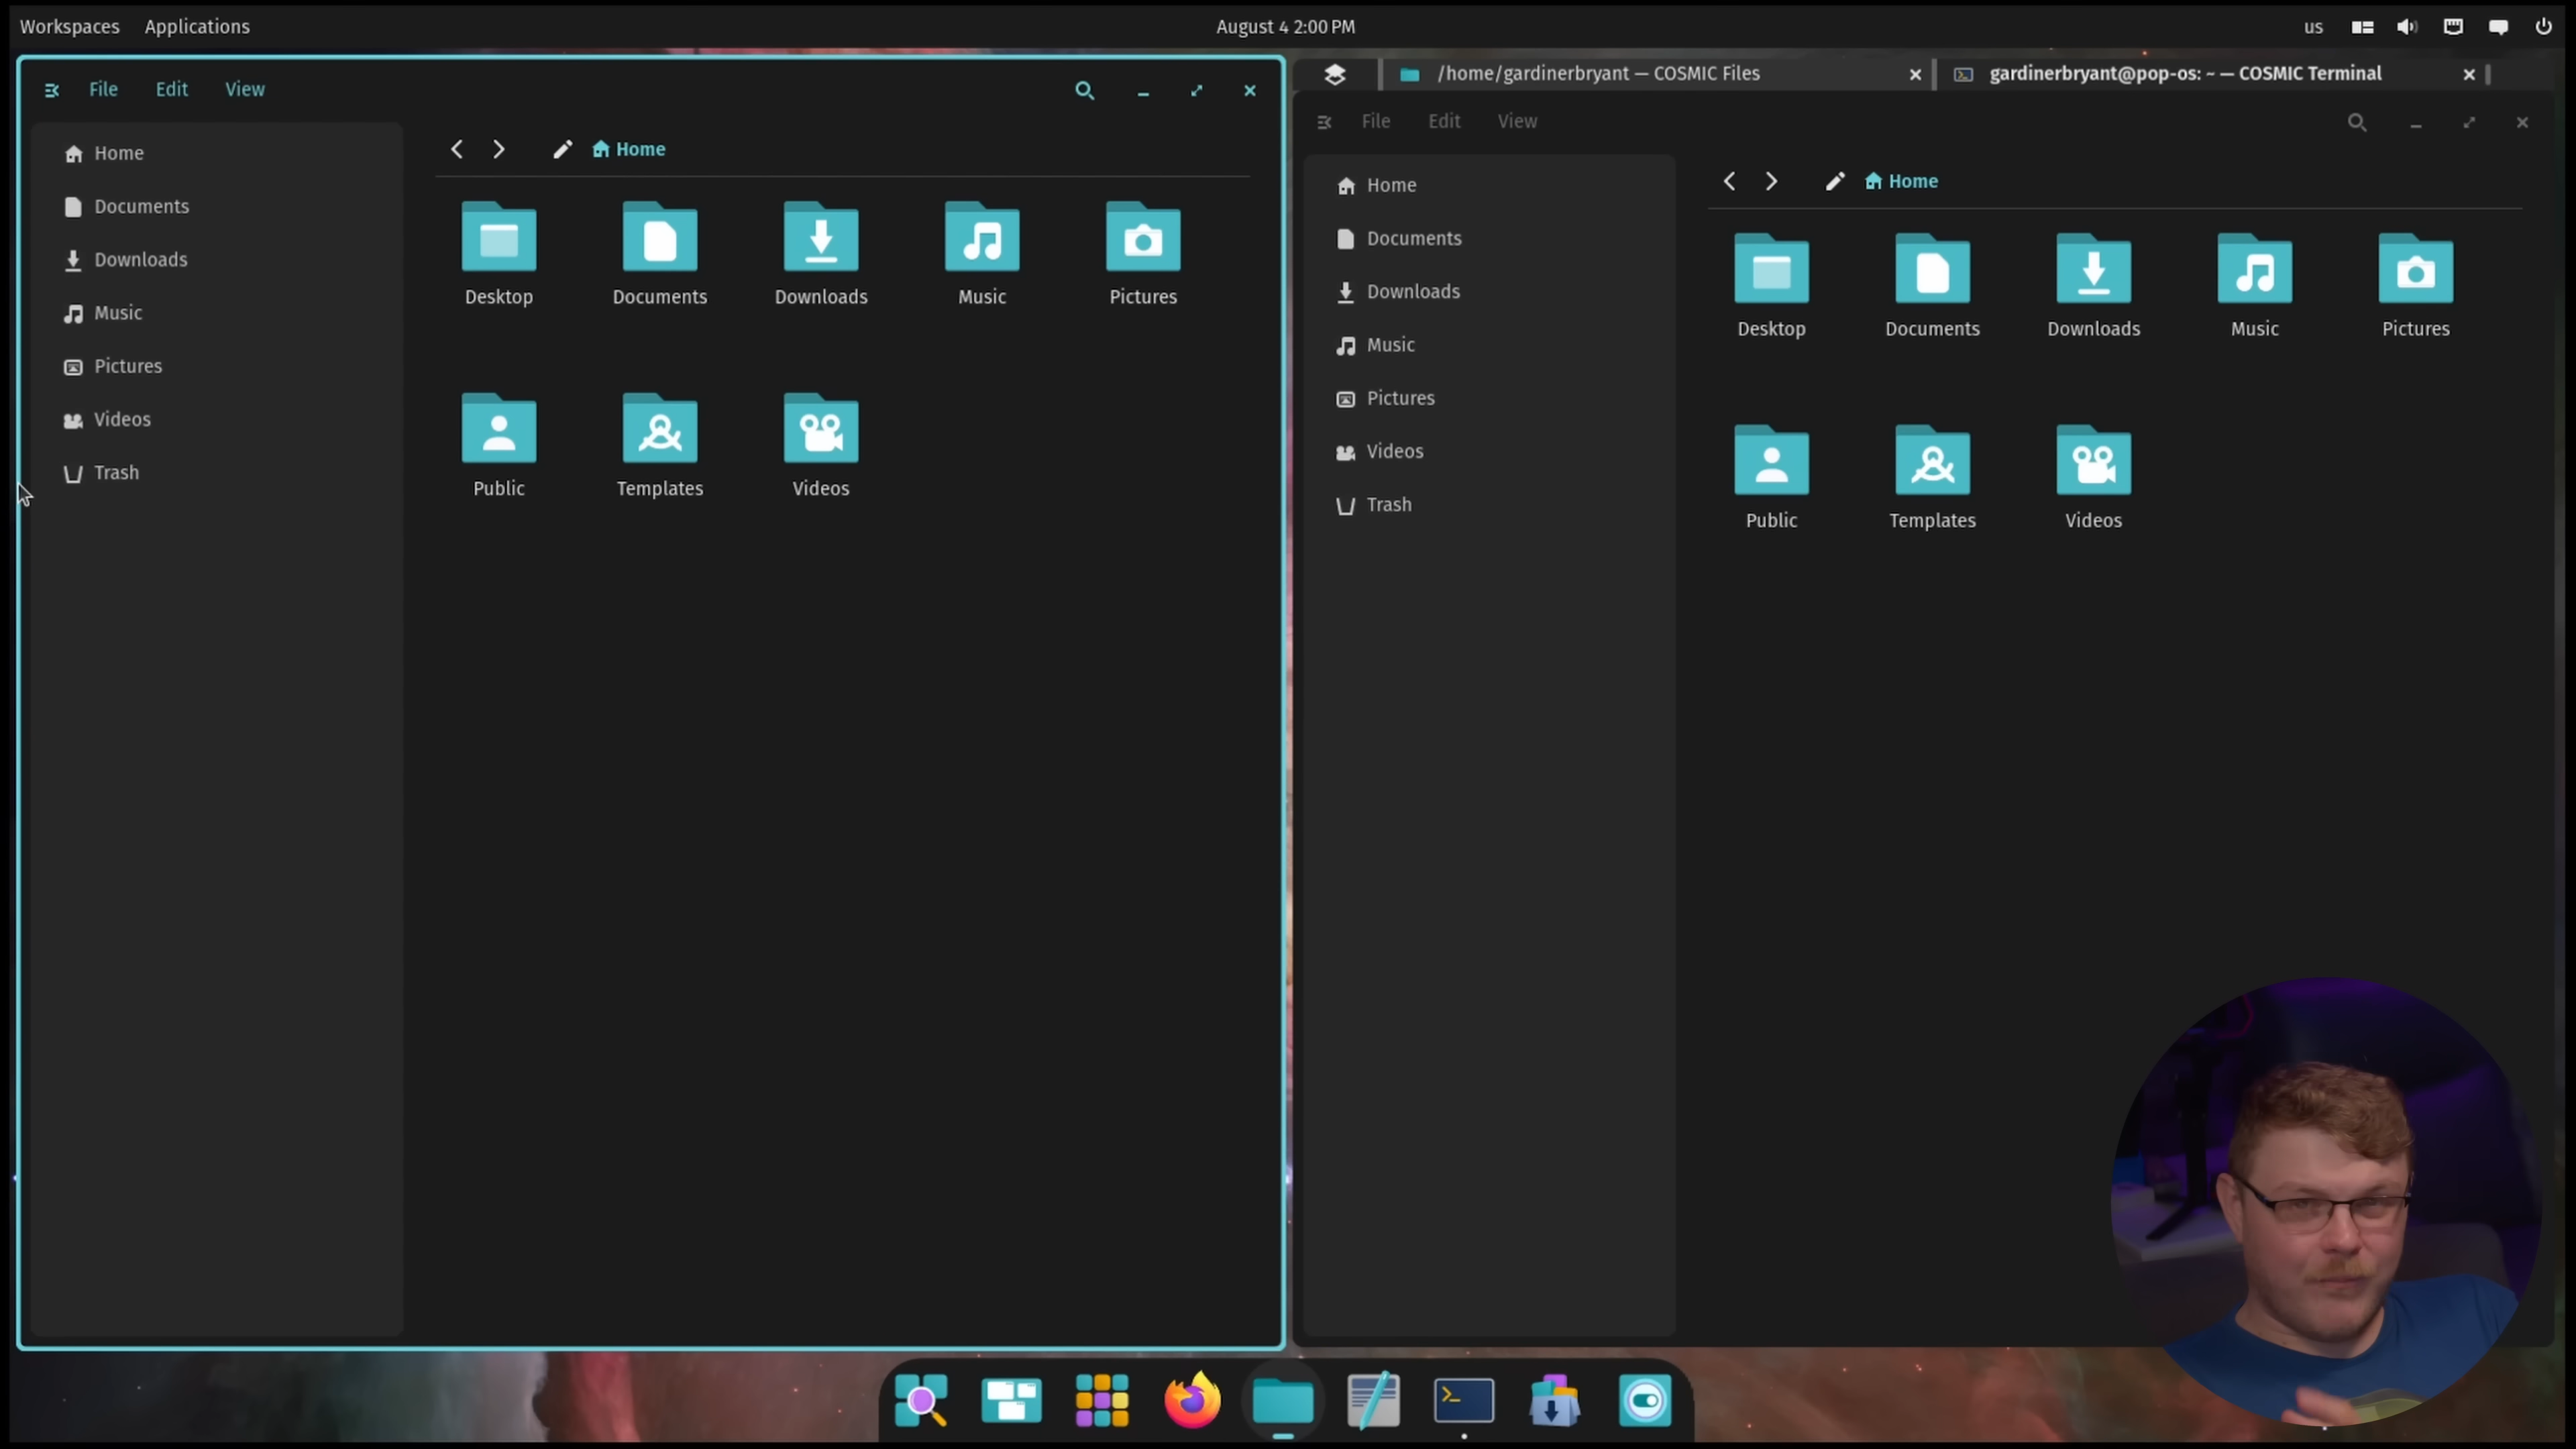 Workspaces Applications August 4 2:00 PM us
File Edit View
Home
Documents
Downloads
Music
Pictures
Videos
Trash
Home
Desktop Documents Downloads Music Pictures
Public Templates Videos
/home/gardinerbryant — COSMIC Files gardinerbryant@pop-os: ~ — COSMIC Terminal
File Edit View
Home
Documents
Downloads
Music
Pictures
Videos
Trash
Home
Desktop Documents Downloads Music Pictures
Public Templates Videos